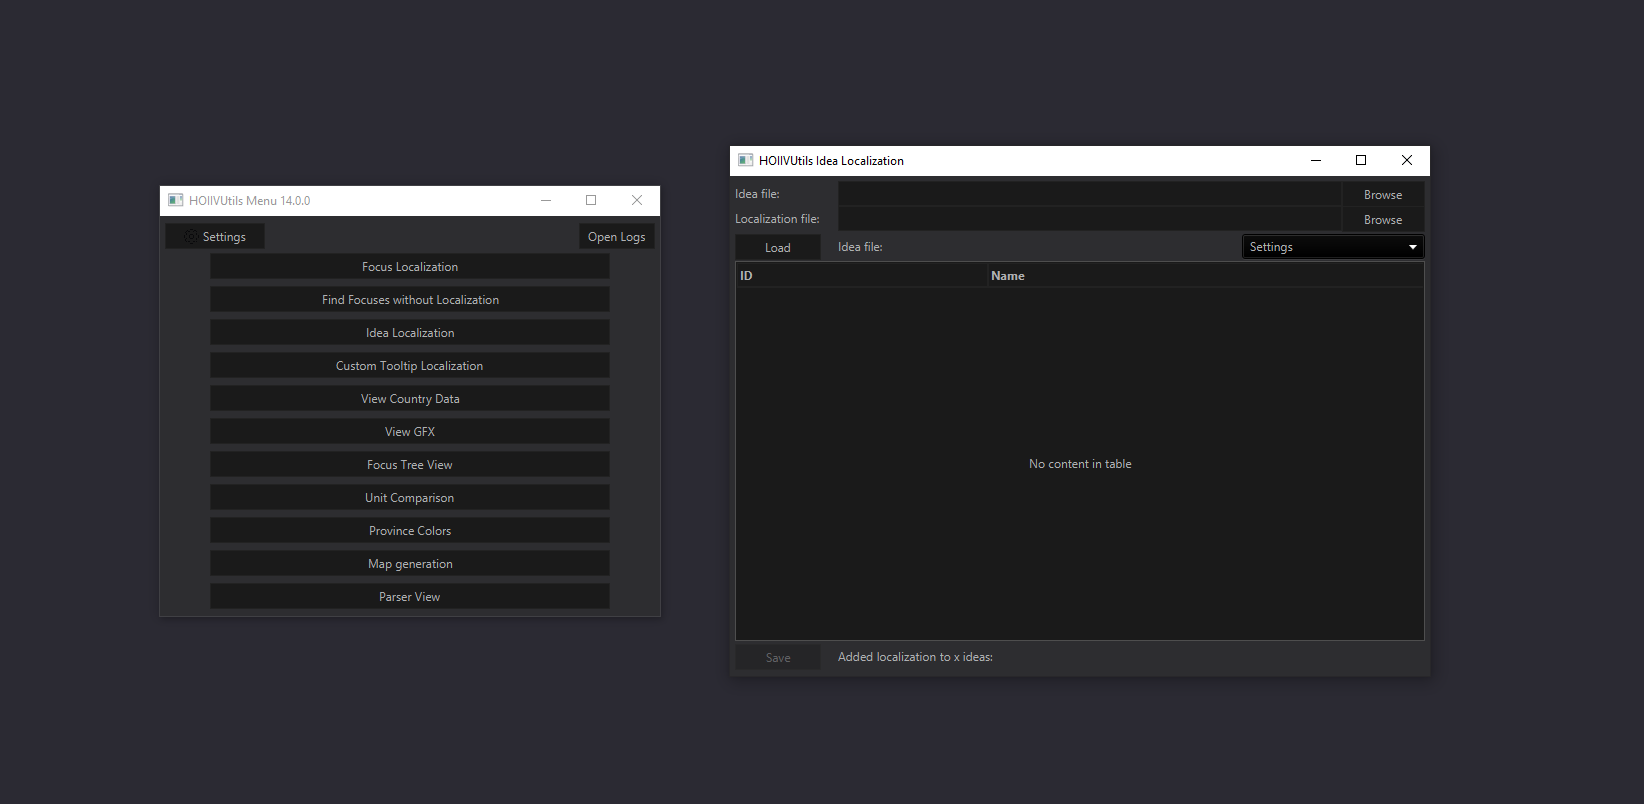 HOIIVUtils Menu 14.0.0
Settings
Open Logs
Focus Localization
Find Focuses without Localization
Idea Localization
Custom Tooltip Localization
View Country Data
View GFX
Focus Tree View
Unit Comparison
Province Colors
Map generation
Parser View
HOIIVUtils Idea Localization
Idea file:
Browse
Localization file:
Browse
Load
Idea file:
Settings
ID
Name
No content in table
Save
Added localization to x ideas: